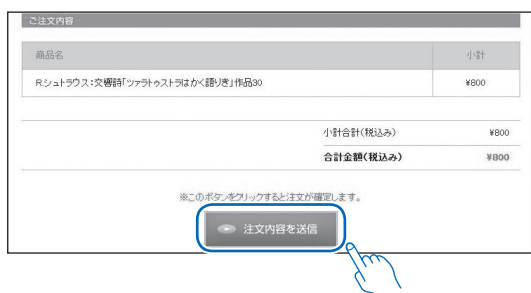 ご注文内容
商品名 小計
R.シュトラウス：交響詩「ツァラトゥストラはかく語りき」作品30 ¥800
小計合計(税込み) ¥800
合計金額(税込み) ¥800
※このボタンをクリックすると注文が確定します。
注文内容を送信